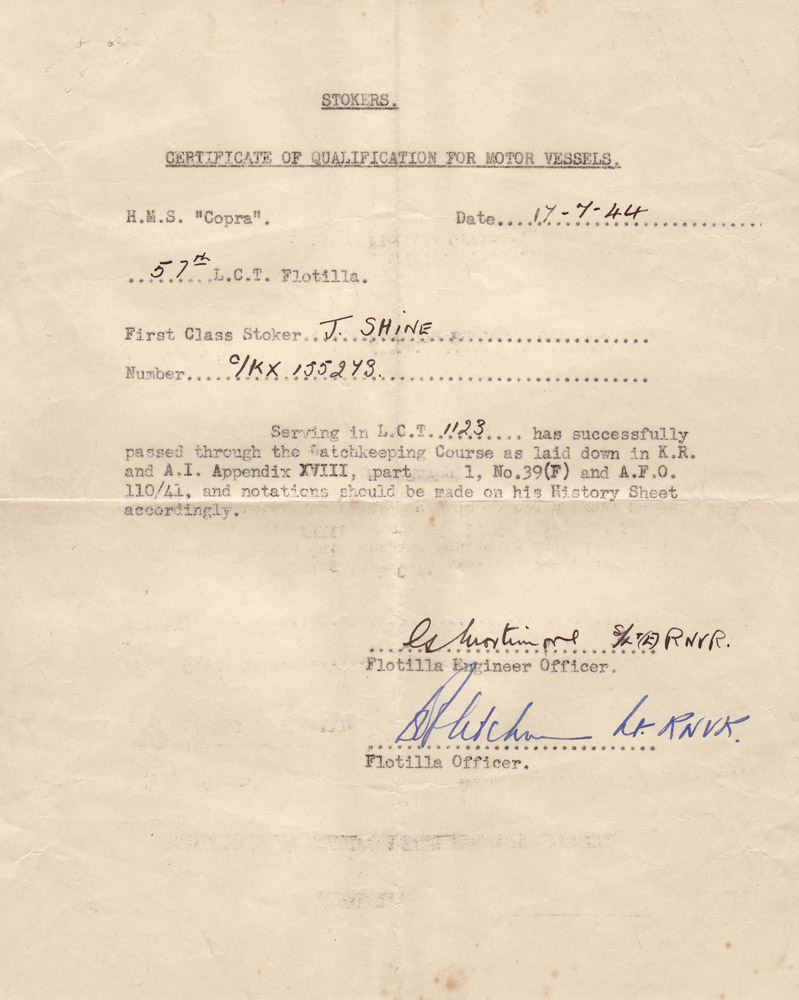 STOKERS.
CERTIFICATE OF QUALIFICATION FOR MOTOR VESSELS.
H.M.S. "Copra". Date....17-7-44....................
...57th...L.C.T. Flotilla.
First Class Stoker..J. SHINE..........................
Number.....C/KX 155273...........................
Serving in L.C.T..1123.... has successfully
passed through the Watchkeeping Course as laid down in K.R.
and A.I. Appendix XVIII, part 1, No.39(F) and A.F.O.
110/41, and notations should be made on his History Sheet
accordingly.
Mortimore S/Lt(E) RNVR.
Flotilla Engineer Officer.
Lt. RNVR.
Flotilla Officer.